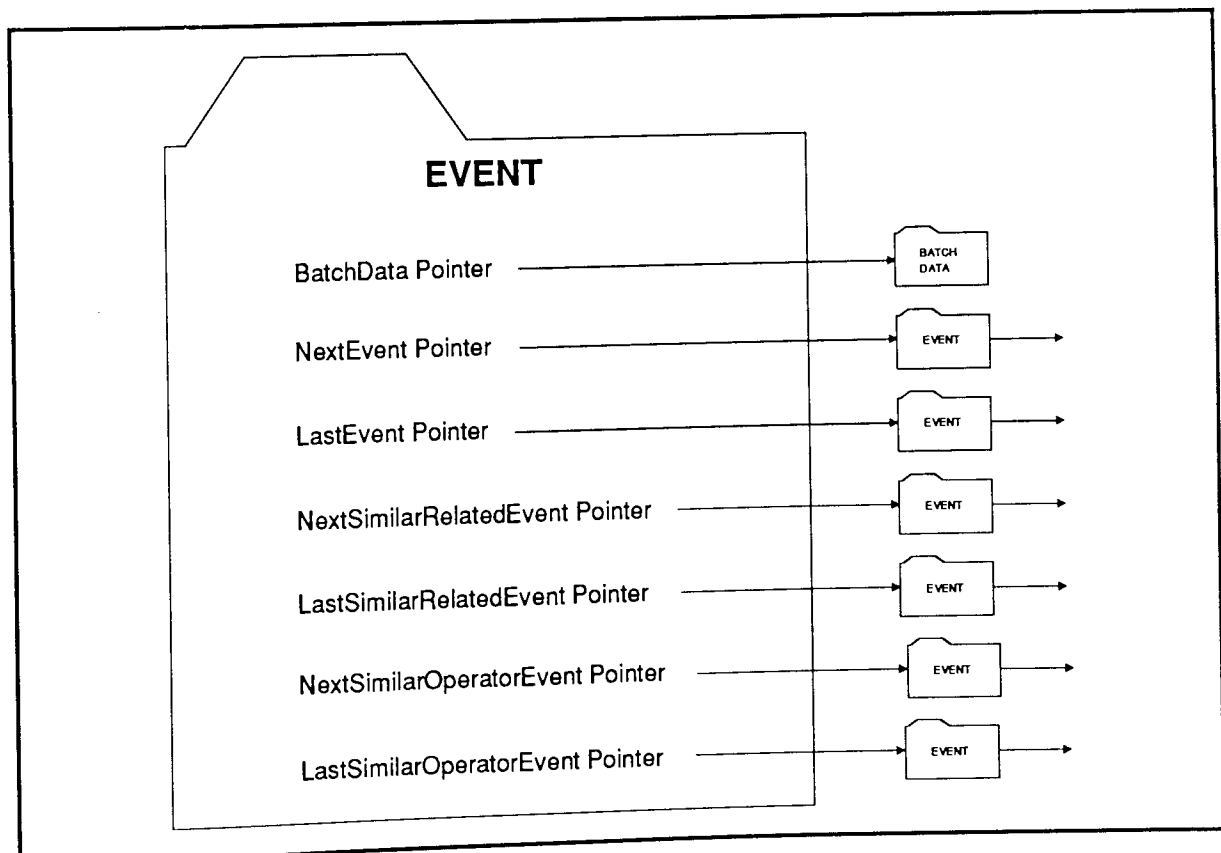 EVENT
BatchData Pointer
BATCH
DATA
NextEvent Pointer
EVENT
LastEvent Pointer
EVENT
NextSimilarRelatedEvent Pointer
EVENT
LastSimilarRelatedEvent Pointer
EVENT
NextSimilarOperatorEvent Pointer
EVENT
LastSimilarOperatorEvent Pointer
EVENT